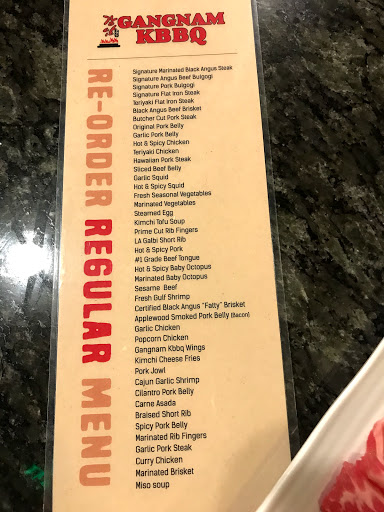 강남
GANGNAM
KBBQ
RE-ORDER REGULAR MENU
Signature Marinated Black Angus Steak
Signature Angus Beef Bulgogi
Signature Pork Bulgogi
Signature Flat Iron Steak
Teriyaki Flat Iron Steak
Black Angus Beef Brisket
Butcher Cut Pork Steak
Original Pork Belly
Garlic Pork Belly
Hot & Spicy Chicken
Teriyaki Chicken
Hawaiian Pork Steak
Sliced Beef Belly
Garlic Squid
Hot & Spicy Squid
Fresh Seasonal Vegetables
Marinated Vegetables
Steamed Egg
Kimchi Tofu Soup
Prime Cut Rib Fingers
LA Galbi Short Rib
Hot & Spicy Pork
#1 Grade Beef Tongue
Hot & Spicy Baby Octopus
Marinated Baby Octopus
Sesame Beef
Fresh Gulf Shrimp
Certified Black Angus "Fatty" Brisket
Applewood Smoked Pork Belly (Bacon)
Garlic Chicken
Popcorn Chicken
Gangnam Kbbq Wings
Kimchi Cheese Fries
Pork Jowl
Cajun Garlic Shrimp
Cilantro Pork Belly
Carne Asada
Braised Short Rib
Spicy Pork Belly
Marinated Rib Fingers
Garlic Pork Steak
Curry Chicken
Marinated Brisket
Miso soup